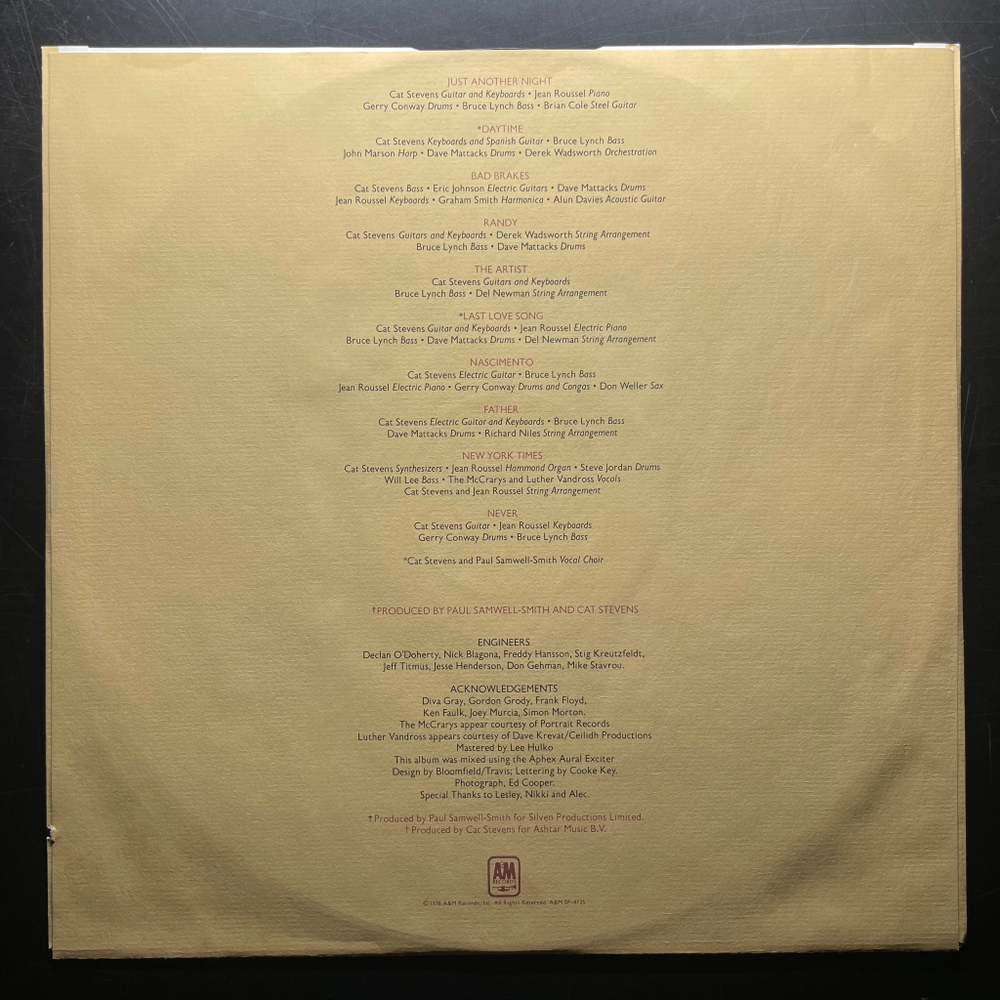 JUST ANOTHER NIGHT
Cat Stevens Guitar and Keyboards • Jean Roussel Piano
Gerry Conway Drums • Bruce Lynch Bass • Brian Cole Steel Guitar
*DAYTIME
Cat Stevens Keyboards and Spanish Guitar • Bruce Lynch Bass
John Marson Harp • Dave Mattacks Drums • Derek Wadsworth Orchestration
BAD BRAKES
Cat Stevens Bass • Eric Johnson Electric Guitars • Dave Mattacks Drums
Jean Roussel Keyboards • Graham Smith Harmonica • Alun Davies Acoustic Guitar
RANDY
Cat Stevens Guitars and Keyboards • Derek Wadsworth String Arrangement
Bruce Lynch Bass • Dave Mattacks Drums
THE ARTIST
Cat Stevens Guitars and Keyboards
Bruce Lynch Bass • Del Newman String Arrangement
*LAST LOVE SONG
Cat Stevens Guitar and Keyboards • Jean Roussel Electric Piano
Bruce Lynch Bass • Dave Mattacks Drums • Del Newman String Arrangement
NASCIMENTO
Cat Stevens Electric Guitar • Bruce Lynch Bass
Jean Roussel Electric Piano • Gerry Conway Drums and Congas • Don Weller Sax
FATHER
Cat Stevens Electric Guitar and Keyboards • Bruce Lynch Bass
Dave Mattacks Drums • Richard Niles String Arrangement
NEW YORK TIMES
Cat Stevens Synthesizers • Jean Roussel Hammond Organ • Steve Jordan Drums
Will Lee Bass • The McCrarys and Luther Vandross Vocals
Cat Stevens and Jean Roussel String Arrangement
NEVER
Cat Stevens Guitar • Jean Roussel Keyboards
Gerry Conway Drums • Bruce Lynch Bass
*Cat Stevens and Paul Samwell-Smith Vocal Choir
†PRODUCED BY PAUL SAMWELL-SMITH AND CAT STEVENS
ENGINEERS
Declan O'Doherty, Nick Blagona, Freddy Hansson, Stig Kreutzfeldt,
Jeff Titmus, Jesse Henderson, Don Gehman, Mike Stavrou.
ACKNOWLEDGEMENTS
Diva Gray, Gordon Grody, Frank Floyd,
Ken Faulk, Joey Murcia, Simon Morton.
The McCrarys appear courtesy of Portrait Records
Luther Vandross appears courtesy of Dave Krevat/Ceilidh Productions
Mastered by Lee Hulko
This album was mixed using the Aphex Aural Exciter
Design by Bloomfield/Travis; Lettering by Cooke Key.
Photograph, Ed Cooper.
Special Thanks to Lesley, Nikki and Alec.
†Produced by Paul Samwell-Smith for Silven Productions Limited.
†Produced by Cat Stevens for Ashtar Music B.V.
A&M
RECORDS
© 1978 A&M Records, Inc. All Rights Reserved. A&M SP-4735